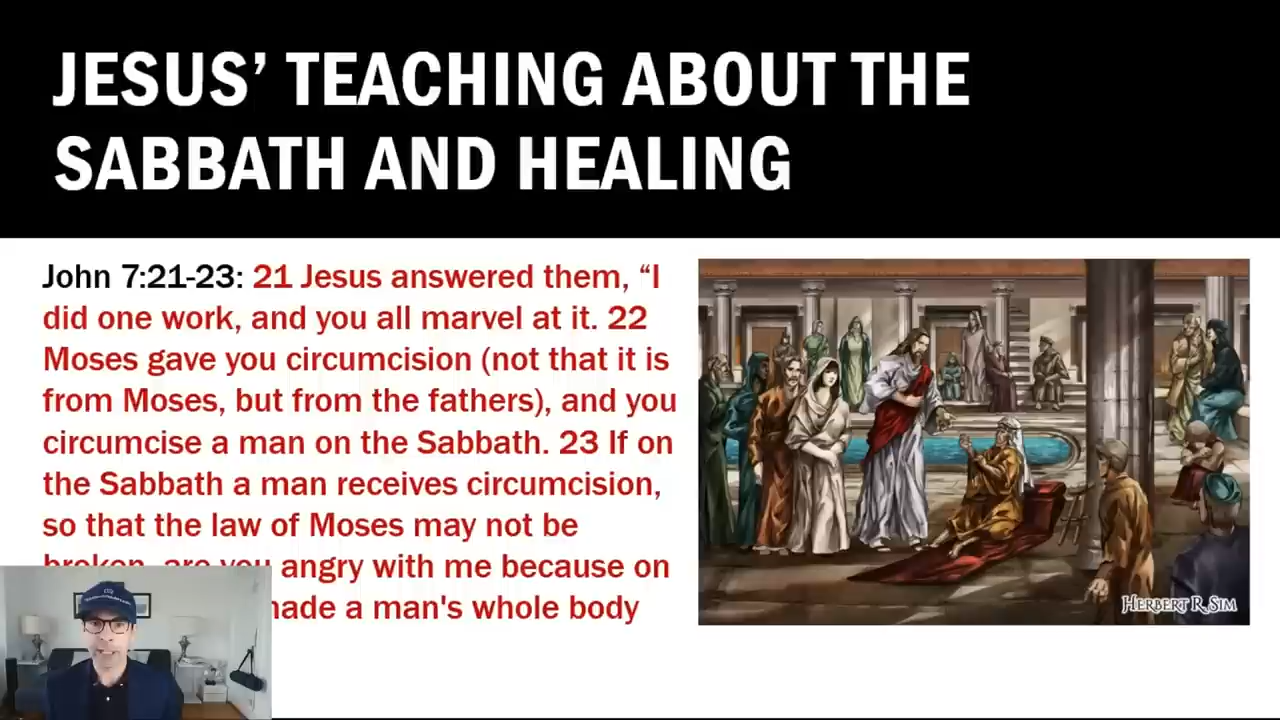 JESUS’ TEACHING ABOUT THE
SABBATH AND HEALING
John 7:21-23: 21 Jesus answered them, “I
did one work, and you all marvel at it. 22
Moses gave you circumcision (not that it is
from Moses, but from the fathers), and you
circumcise a man on the Sabbath. 23 If on
the Sabbath a man receives circumcision,
so that the law of Moses may not be
broken, are you angry with me because on
made a man's whole body
HERBERT R. SIM